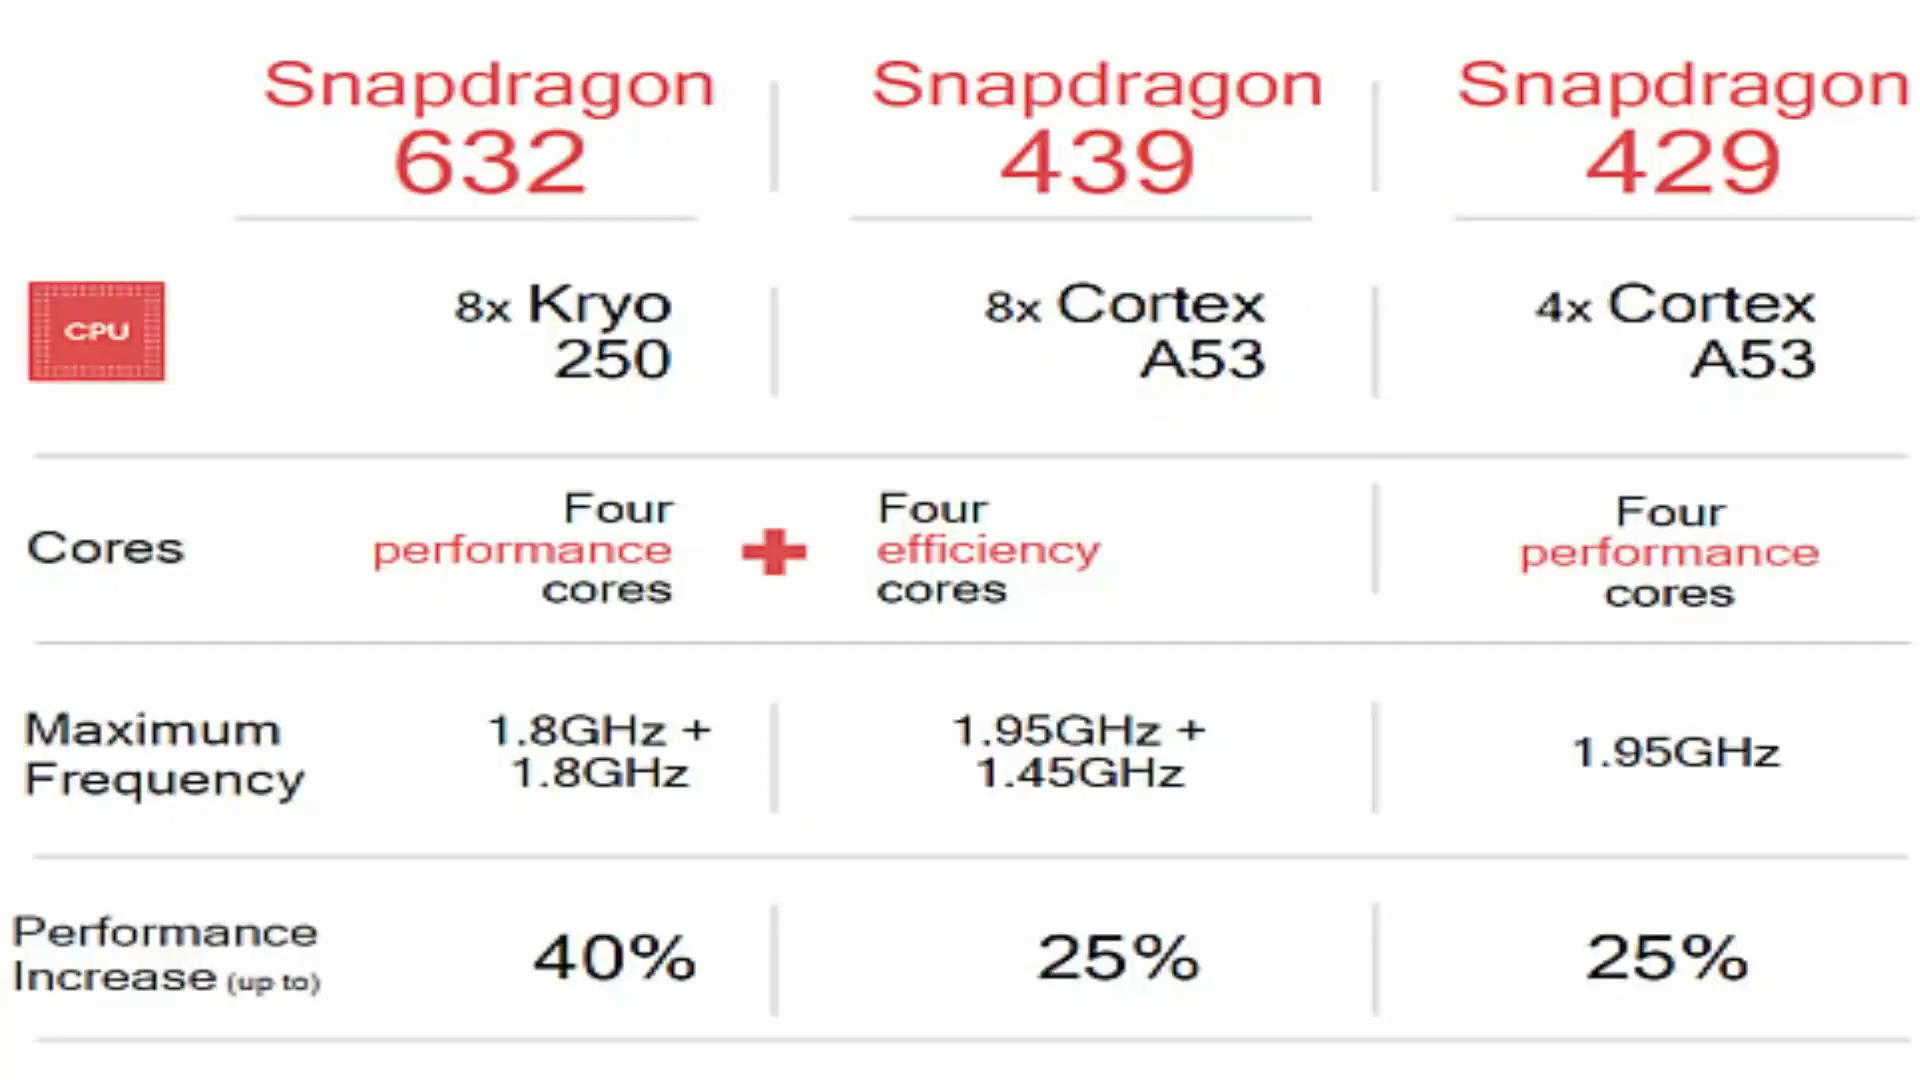 Snapdragon
632
Snapdragon
439
Snapdragon
429
CPU
8x Kryo
250
8x Cortex
A53
4x Cortex
A53
Cores
Four
performance
cores
+
Four
efficiency
cores
Four
performance
cores
Maximum
Frequency
1.8GHz +
1.8GHz
1.95GHz +
1.45GHz
1.95GHz
Performance
Increase (up to)
40%
25%
25%